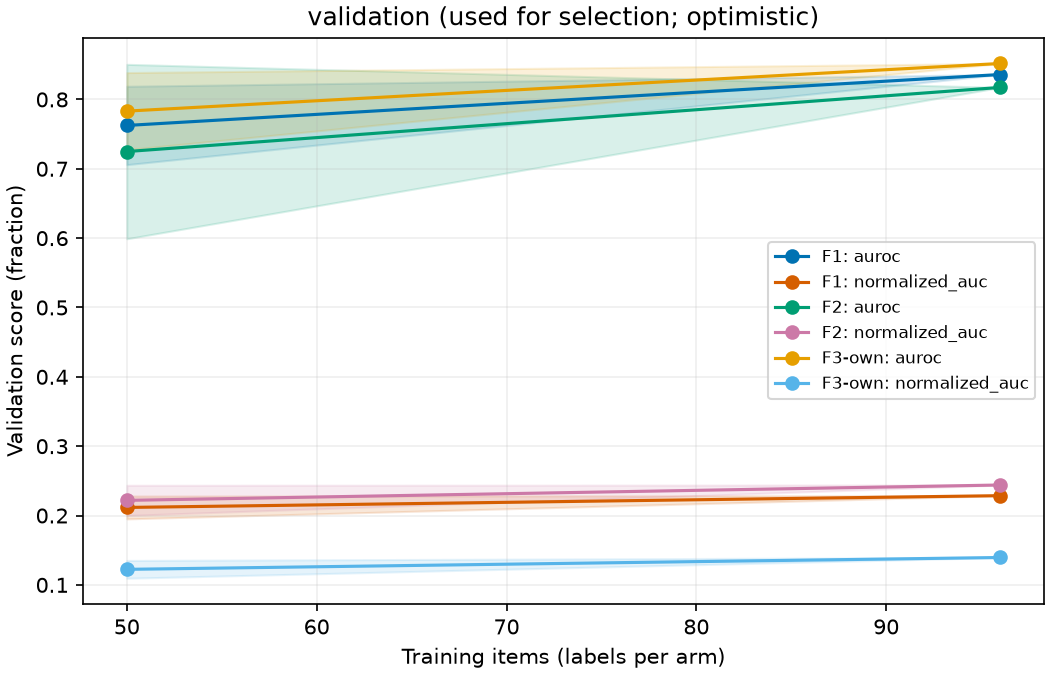 validation (used for selection; optimistic)
Validation score (fraction)
0.8
0.7
0.6
0.5
0.4
0.3
0.2
0.1
F1: auroc
F1: normalized_auc
F2: auroc
F2: normalized_auc
F3-own: auroc
F3-own: normalized_auc
50 60 70 80 90
Training items (labels per arm)